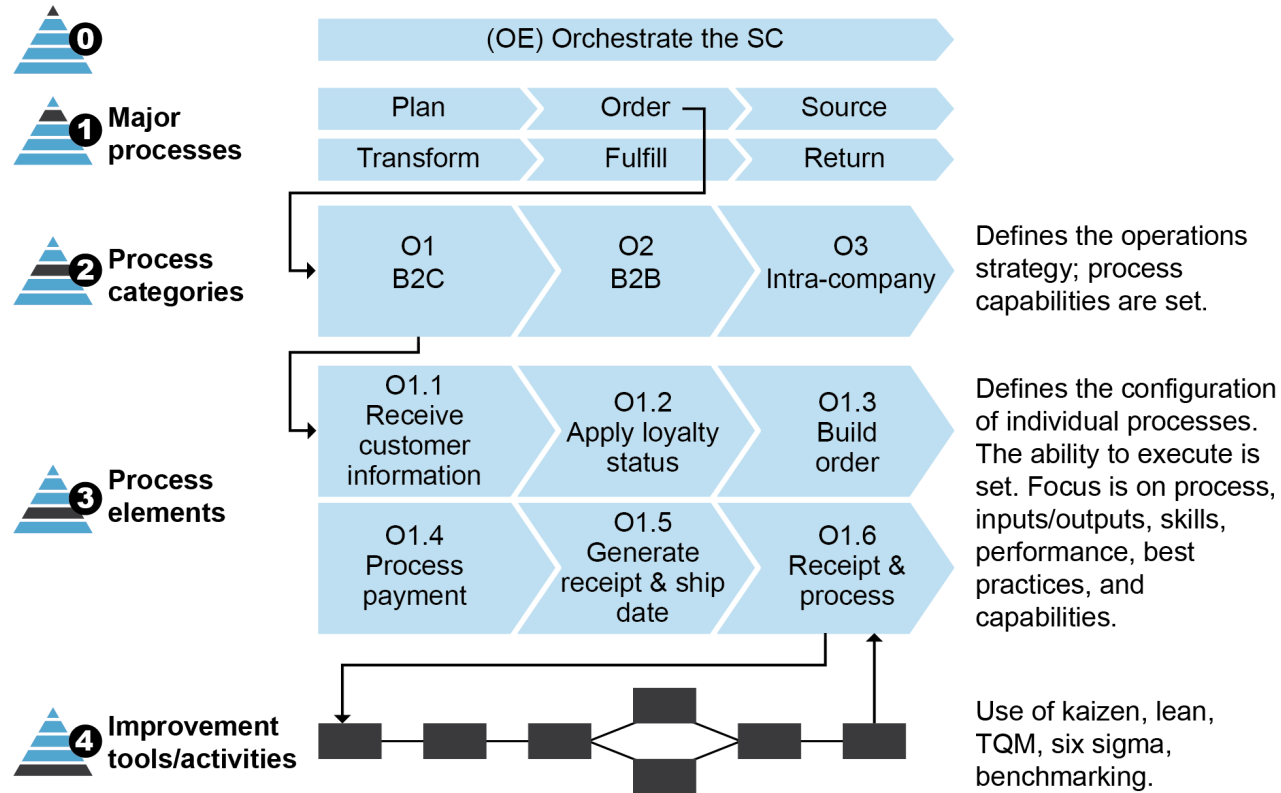 0
(OE) Orchestrate the SC
1
Major
processes
Plan
Order
Source
Transform
Fulfill
Return
2
Process
categories
O1
B2C
O2
B2B
O3
Intra-company
Defines the operations
strategy; process
capabilities are set.
3
Process
elements
O1.1
Receive
customer
information
O1.2
Apply loyalty
status
O1.3
Build
order
O1.4
Process
payment
O1.5
Generate
receipt & ship
date
O1.6
Receipt &
process
Defines the configuration
of individual processes.
The ability to execute is
set. Focus is on process,
inputs/outputs, skills,
performance, best
practices, and
capabilities.
4
Improvement
tools/activities
Use of kaizen, lean,
TQM, six sigma,
benchmarking.